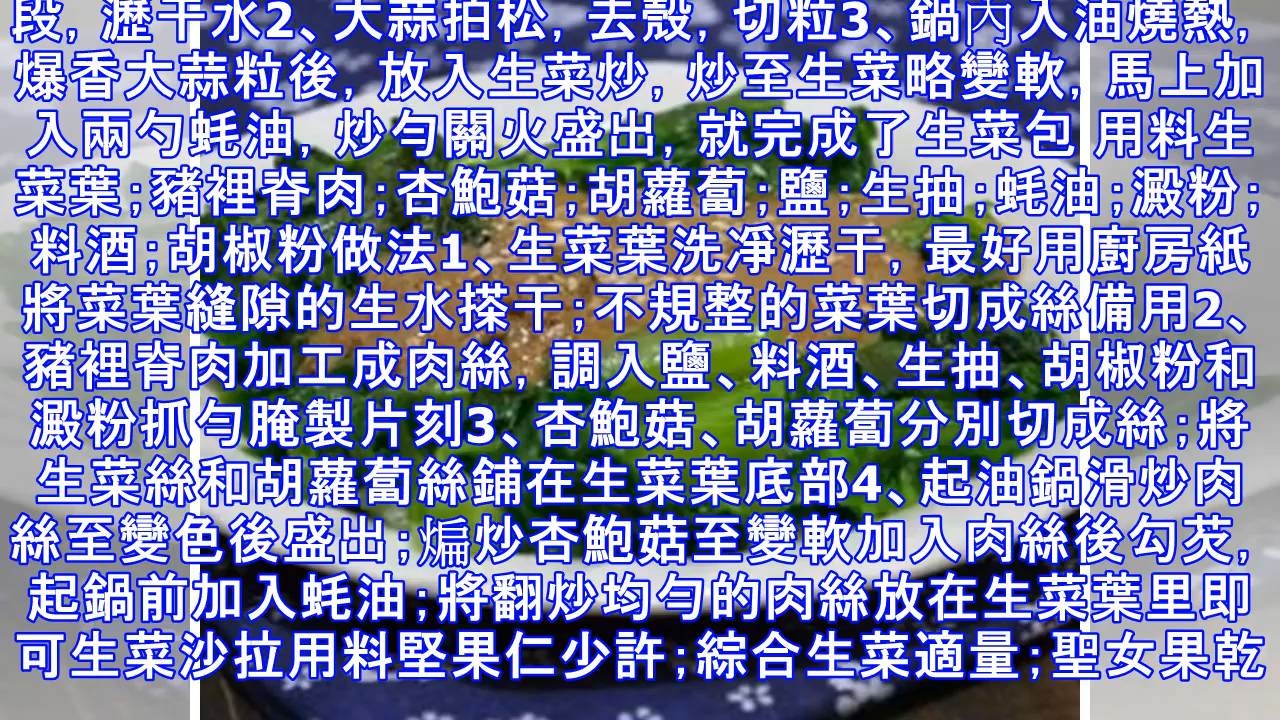 段, 瀝干水2、大蒜拍松, 去殼, 切粒3、鍋內入油燒熱,
爆香大蒜粒後, 放入生菜炒, 炒至生菜略變軟, 馬上加
入兩勺蚝油, 炒勻關火盛出, 就完成了生菜包 用料生
菜葉;豬裡脊肉;杏鮑菇;胡蘿蔔;鹽;生抽;蚝油;澱粉;
料酒;胡椒粉做法1、生菜葉洗凈瀝干, 最好用廚房紙
將菜葉縫隙的生水搽干;不規整的菜葉切成絲備用2、
豬裡脊肉加工成肉絲, 調入鹽、料酒、生抽、胡椒粉和
澱粉抓勻腌製片刻3、杏鮑菇、胡蘿蔔分別切成絲;將
生菜絲和胡蘿蔔絲鋪在生菜葉底部4、起油鍋滑炒肉
絲至變色後盛出;煸炒杏鮑菇至變軟加入肉絲後勾芡,
起鍋前加入蚝油;將翻炒均勻的肉絲放在生菜葉里即
可生菜沙拉用料堅果仁少許;綜合生菜適量;聖女果乾